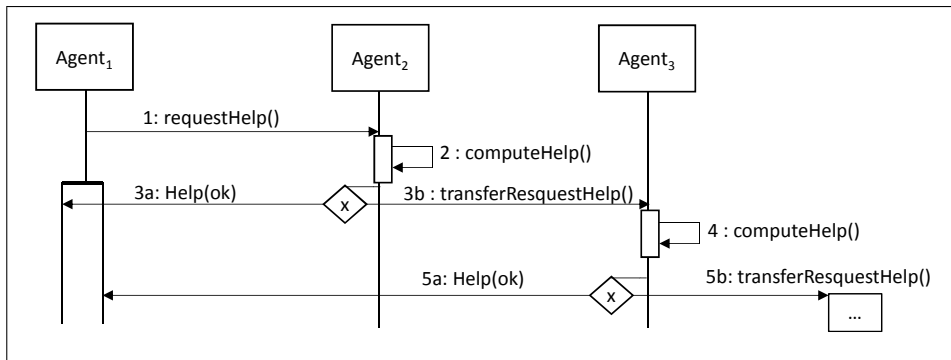 Agent1
Agent2
Agent3
1: requestHelp()
2 : computeHelp()
3a: Help(ok)
x
3b : transferResquestHelp()
4 : computeHelp()
5a: Help(ok)
x
5b: transferResquestHelp()
...